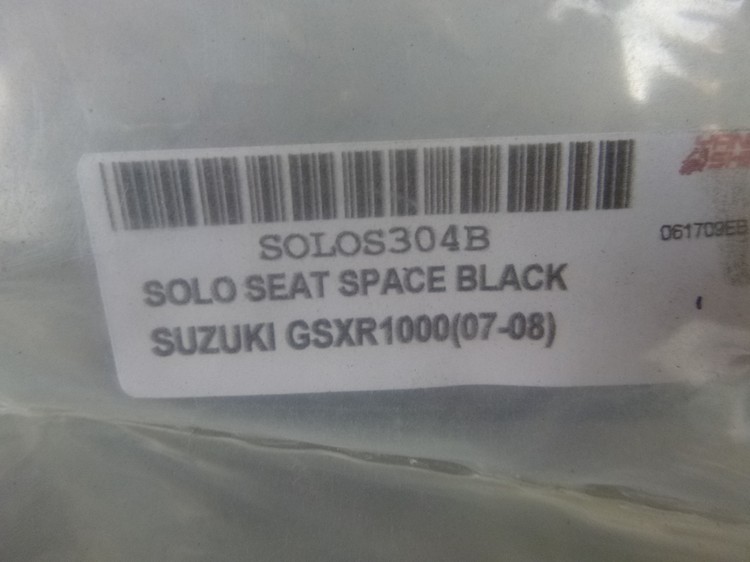 SOLOS304B
SOLO SEAT SPACE BLACK
SUZUKI GSXR1000(07-08)
061709EB